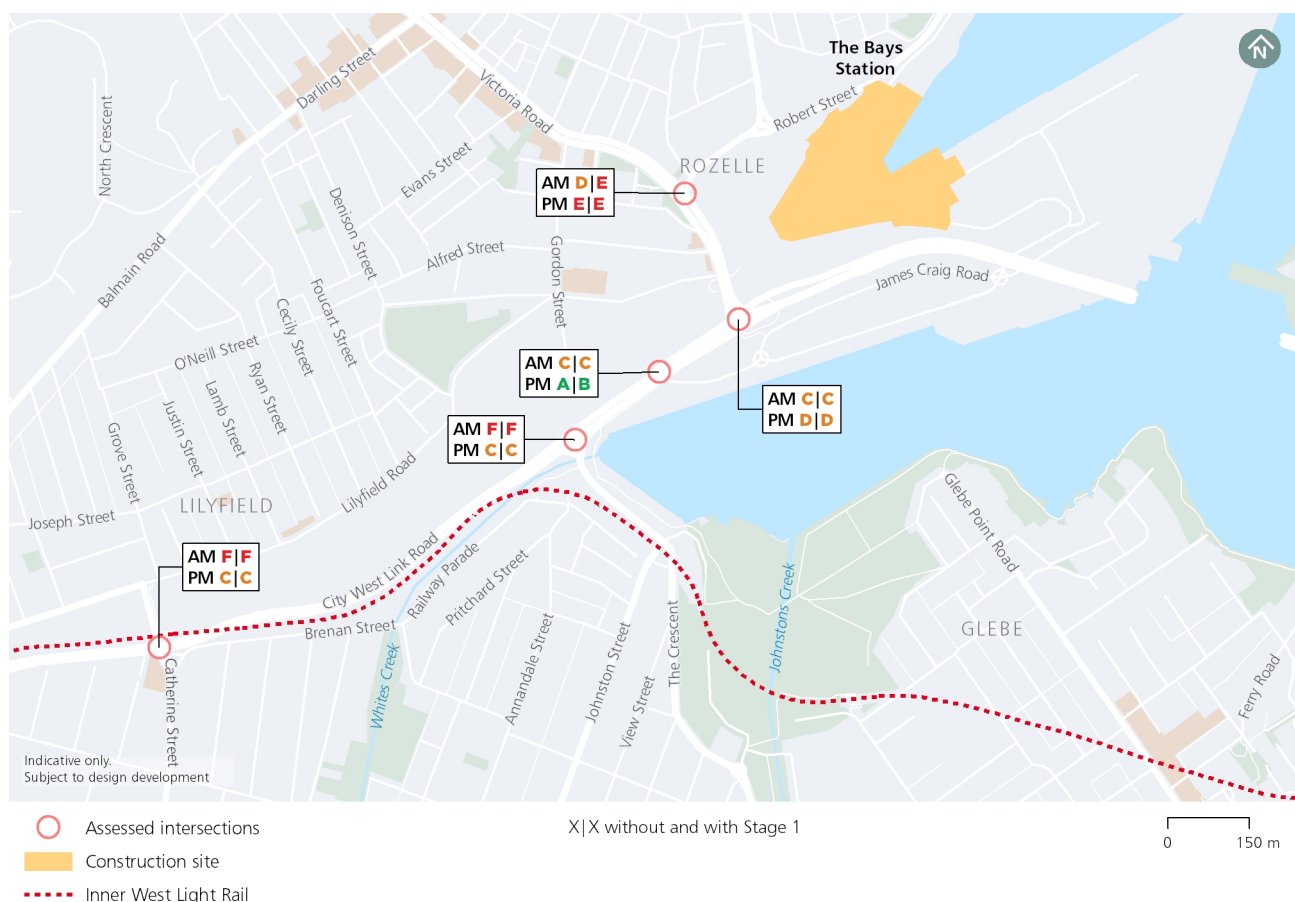 The Bays
Station
N
Darling Street
Victoria Road
Robert Street
North Crescent
ROZELLE
Evans Street
AM D|E
PM E|E
Denison Street
Balmain Road
Alfred Street
Gordon Street
James Craig Road
Foucart Street
Cecily Street
O'Neill Street
Ryan Street
Lamb Street
Justin Street
Grove Street
AM C|C
PM A|B
AM C|C
PM D|D
AM F|F
PM C|C
Lilyfield Road
LILYFIELD
Joseph Street
Glebe Point Road
AM F|F
PM C|C
City West Link Road
Railway Parade
Pritchard Street
Brenan Street
Whites Creek
Annandale Street
Johnston Street
View Street
The Crescent
Johnstons Creek
GLEBE
Ferry Road
Catherine Street
Indicative only.
Subject to design development
Assessed intersections
Construction site
Inner West Light Rail
X|X without and with Stage 1
0 150 m